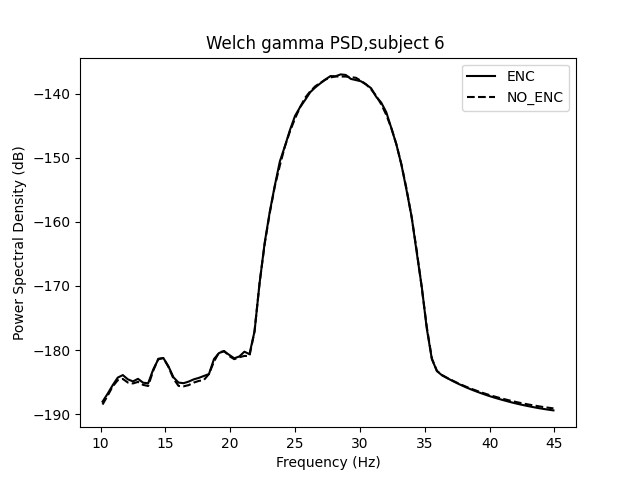 Welch gamma PSD,subject 6
ENC
NO_ENC
Power Spectral Density (dB)
−140
−150
−160
−170
−180
−190
10 15 20 25 30 35 40 45
Frequency (Hz)